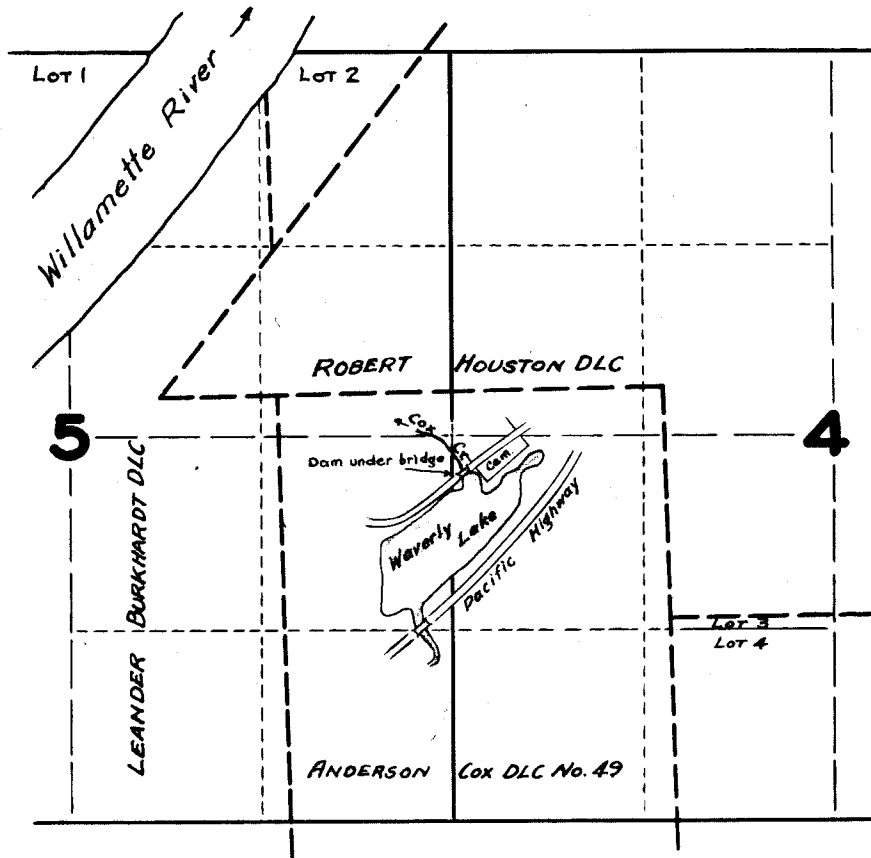 LOT 1
LOT 2
Willamette River
ROBERT HOUSTON DLC
5
4
Cox
Cr.
Dam under bridge
Cem.
Waverly
Lake
Pacific Highway
LEANDER BURKHARDT DLC
LOT 3
LOT 4
ANDERSON COX DLC No. 49